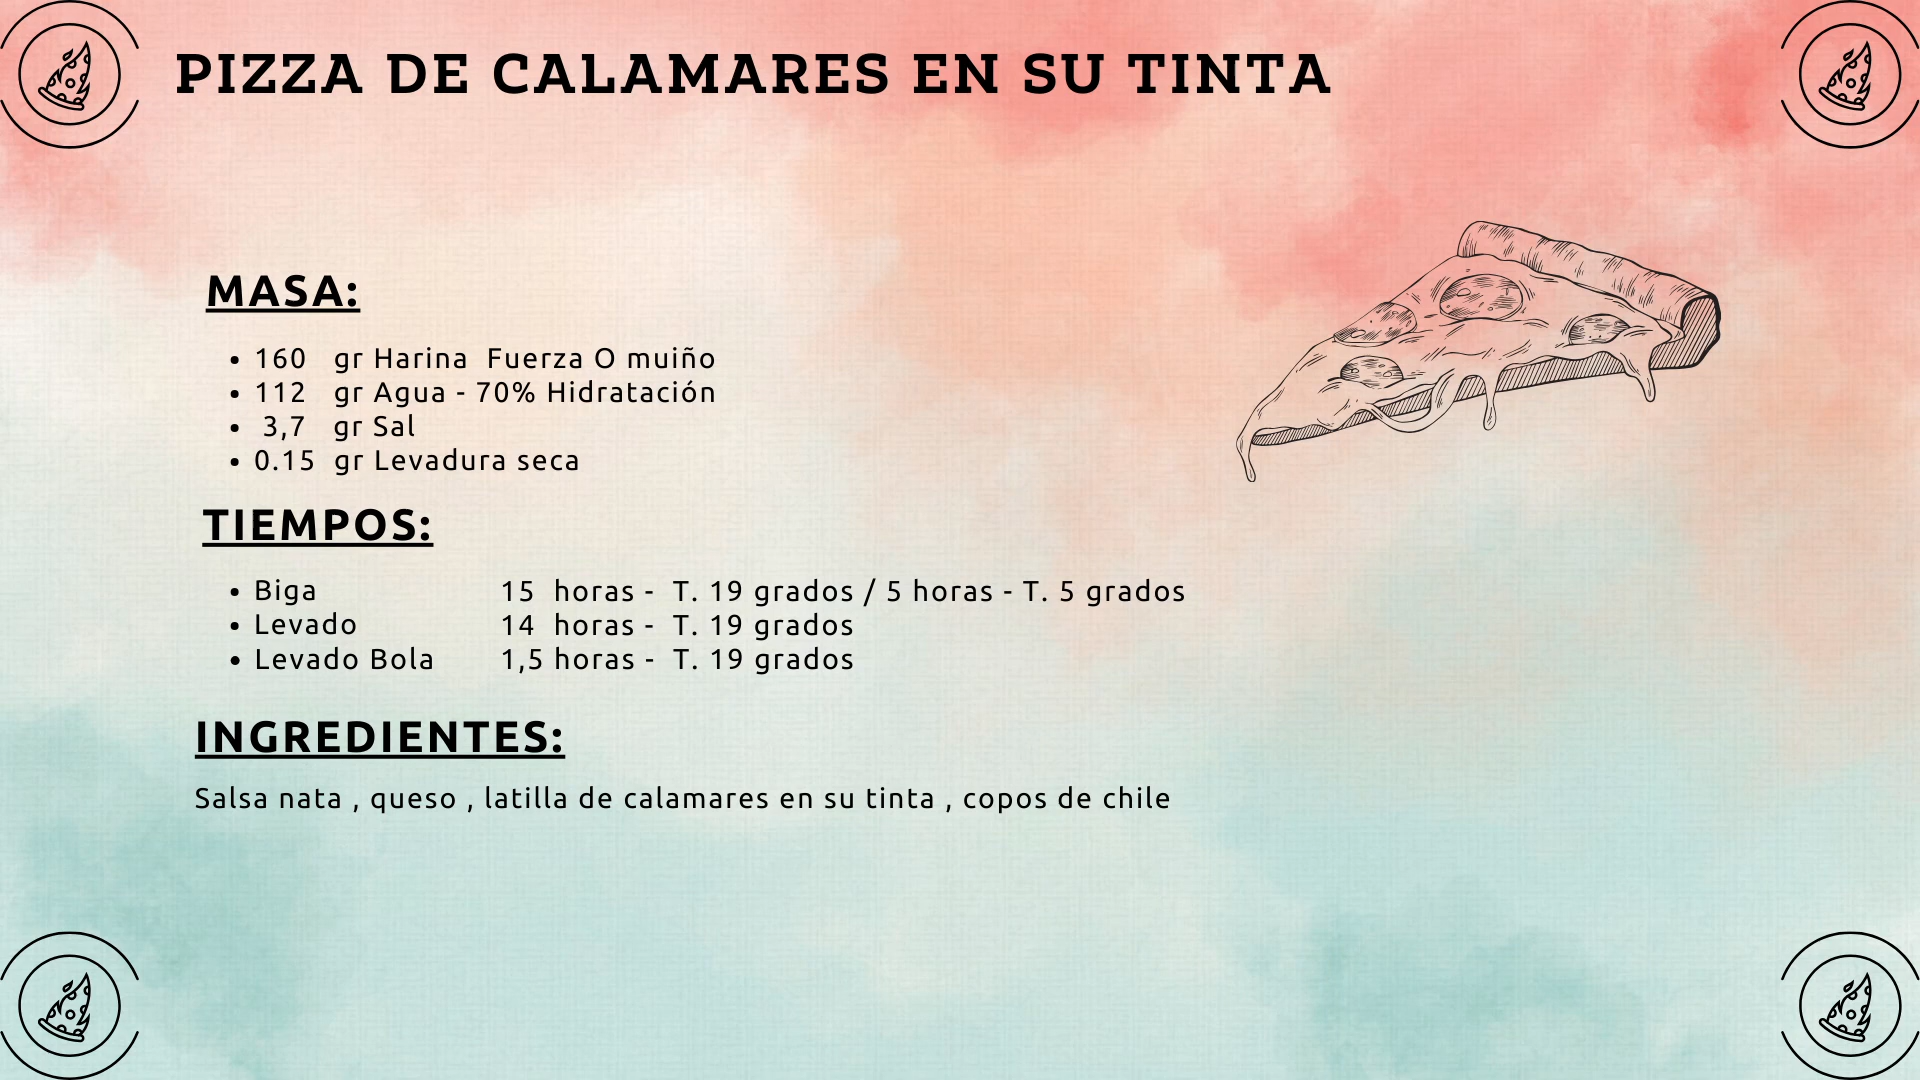 PIZZA DE CALAMARES EN SU TINTA
MASA:
160 gr Harina Fuerza O muiño
112 gr Agua - 70% Hidratación
3,7 gr Sal
0.15 gr Levadura seca
TIEMPOS:
Biga 15 horas - T. 19 grados / 5 horas - T. 5 grados
Levado 14 horas - T. 19 grados
Levado Bola 1,5 horas - T. 19 grados
INGREDIENTES:
Salsa nata , queso , latilla de calamares en su tinta , copos de chile